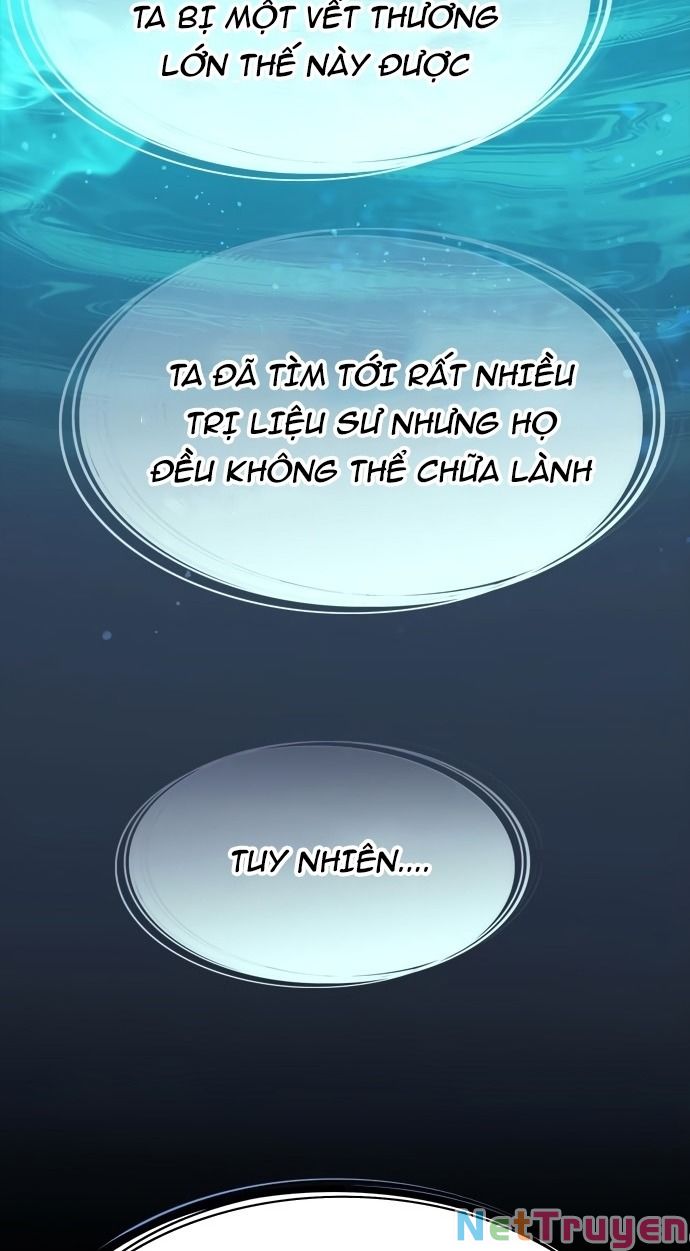 TA BỊ MỘT VẾT THƯƠNG
LỚN THẾ NÀY ĐƯỢC
TA ĐÃ TÌM TỚI RẤT NHIỀU
TRỊ LIỆU SƯ NHƯNG HỌ
ĐỀU KHÔNG THỂ CHỮA LÀNH
TUY NHIÊN....
NetTruyen